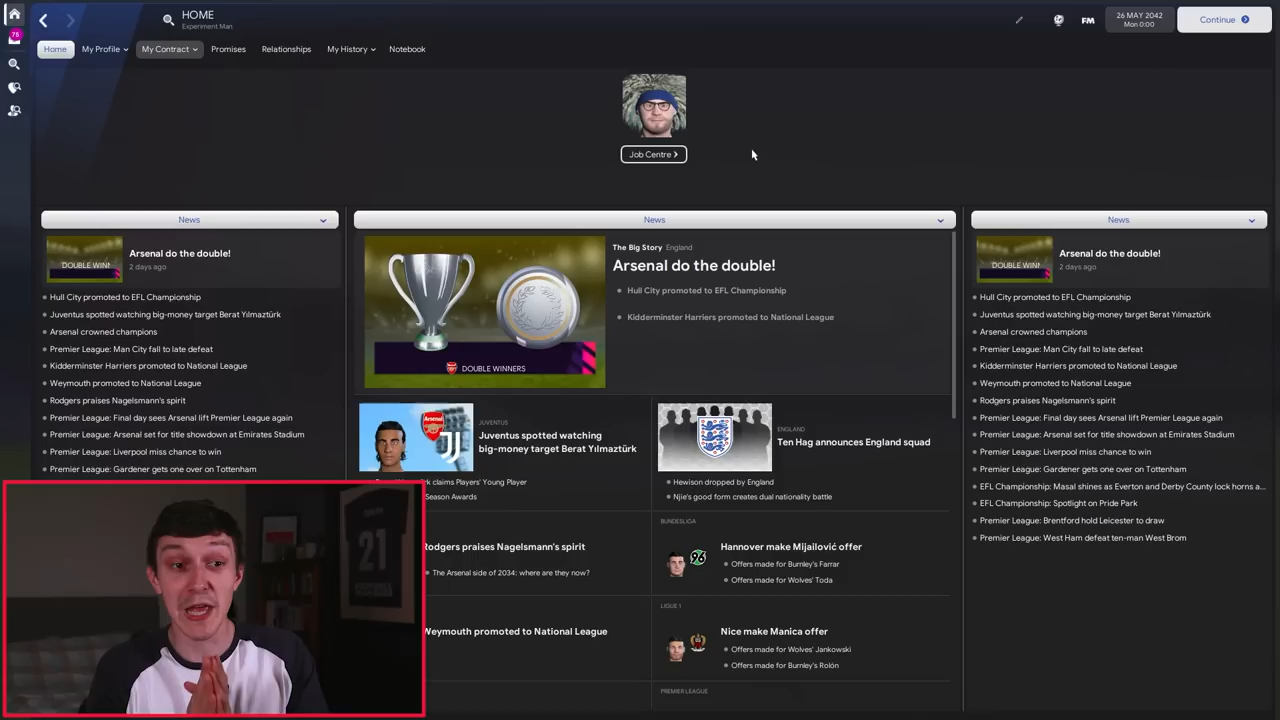 HOME
Experiment Man
FM
26 MAY 2042
Mon 0:00
Continue
75
Home
My Profile
My Contract
Promises
Relationships
My History
Notebook
Job Centre
News
DOUBLE WIN
Arsenal do the double!
2 days ago
Hull City promoted to EFL Championship
Juventus spotted watching big-money target Berat Yılmaztürk
Arsenal crowned champions
Premier League: Man City fall to late defeat
Kidderminster Harriers promoted to National League
Weymouth promoted to National League
Rodgers praises Nagelsmann's spirit
Premier League: Final day sees Arsenal lift Premier League again
Premier League: Arsenal set for title showdown at Emirates Stadium
Premier League: Liverpool miss chance to win
Premier League: Gardener gets one over on Tottenham
News
DOUBLE WINNERS
The Big Story England
Arsenal do the double!
Hull City promoted to EFL Championship
Kidderminster Harriers promoted to National League
Arsenal
JUVENTUS
Juventus spotted watching
big-money target Berat Yılmaztürk
rk claims Players' Young Player
Season Awards
ENGLAND
Ten Hag announces England squad
Hewison dropped by England
Njie's good form creates dual nationality battle
Rodgers praises Nagelsmann's spirit
The Arsenal side of 2034: where are they now?
BUNDESLIGA
96
Hannover make Mijailović offer
Offers made for Burnley's Farrar
Offers made for Wolves' Toda
Weymouth promoted to National League
LIGUE 1
Nice make Manica offer
Offers made for Wolves' Jankowski
Offers made for Burnley's Rolón
PREMIER LEAGUE
News
DOUBLE WIN
Arsenal do the double!
2 days ago
Hull City promoted to EFL Championship
Juventus spotted watching big-money target Berat Yılmaztürk
Arsenal crowned champions
Premier League: Man City fall to late defeat
Kidderminster Harriers promoted to National League
Weymouth promoted to National League
Rodgers praises Nagelsmann's spirit
Premier League: Final day sees Arsenal lift Premier League again
Premier League: Arsenal set for title showdown at Emirates Stadium
Premier League: Liverpool miss chance to win
Premier League: Gardener gets one over on Tottenham
EFL Championship: Masal shines as Everton and Derby County lock horns a...
EFL Championship: Spotlight on Pride Park
Premier League: Brentford hold Leicester to draw
Premier League: West Ham defeat ten-man West Brom
21